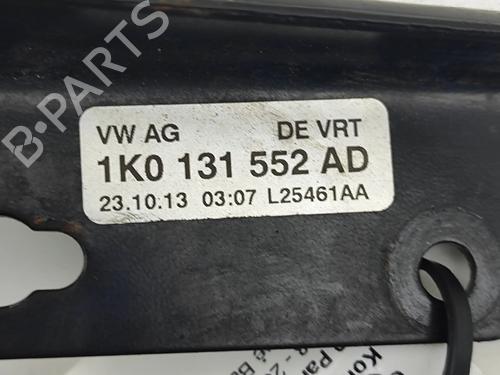 VW AG DE VRT
1K0 131 552 AD
23.10.13 03:07 L25461AA
B-PARTS